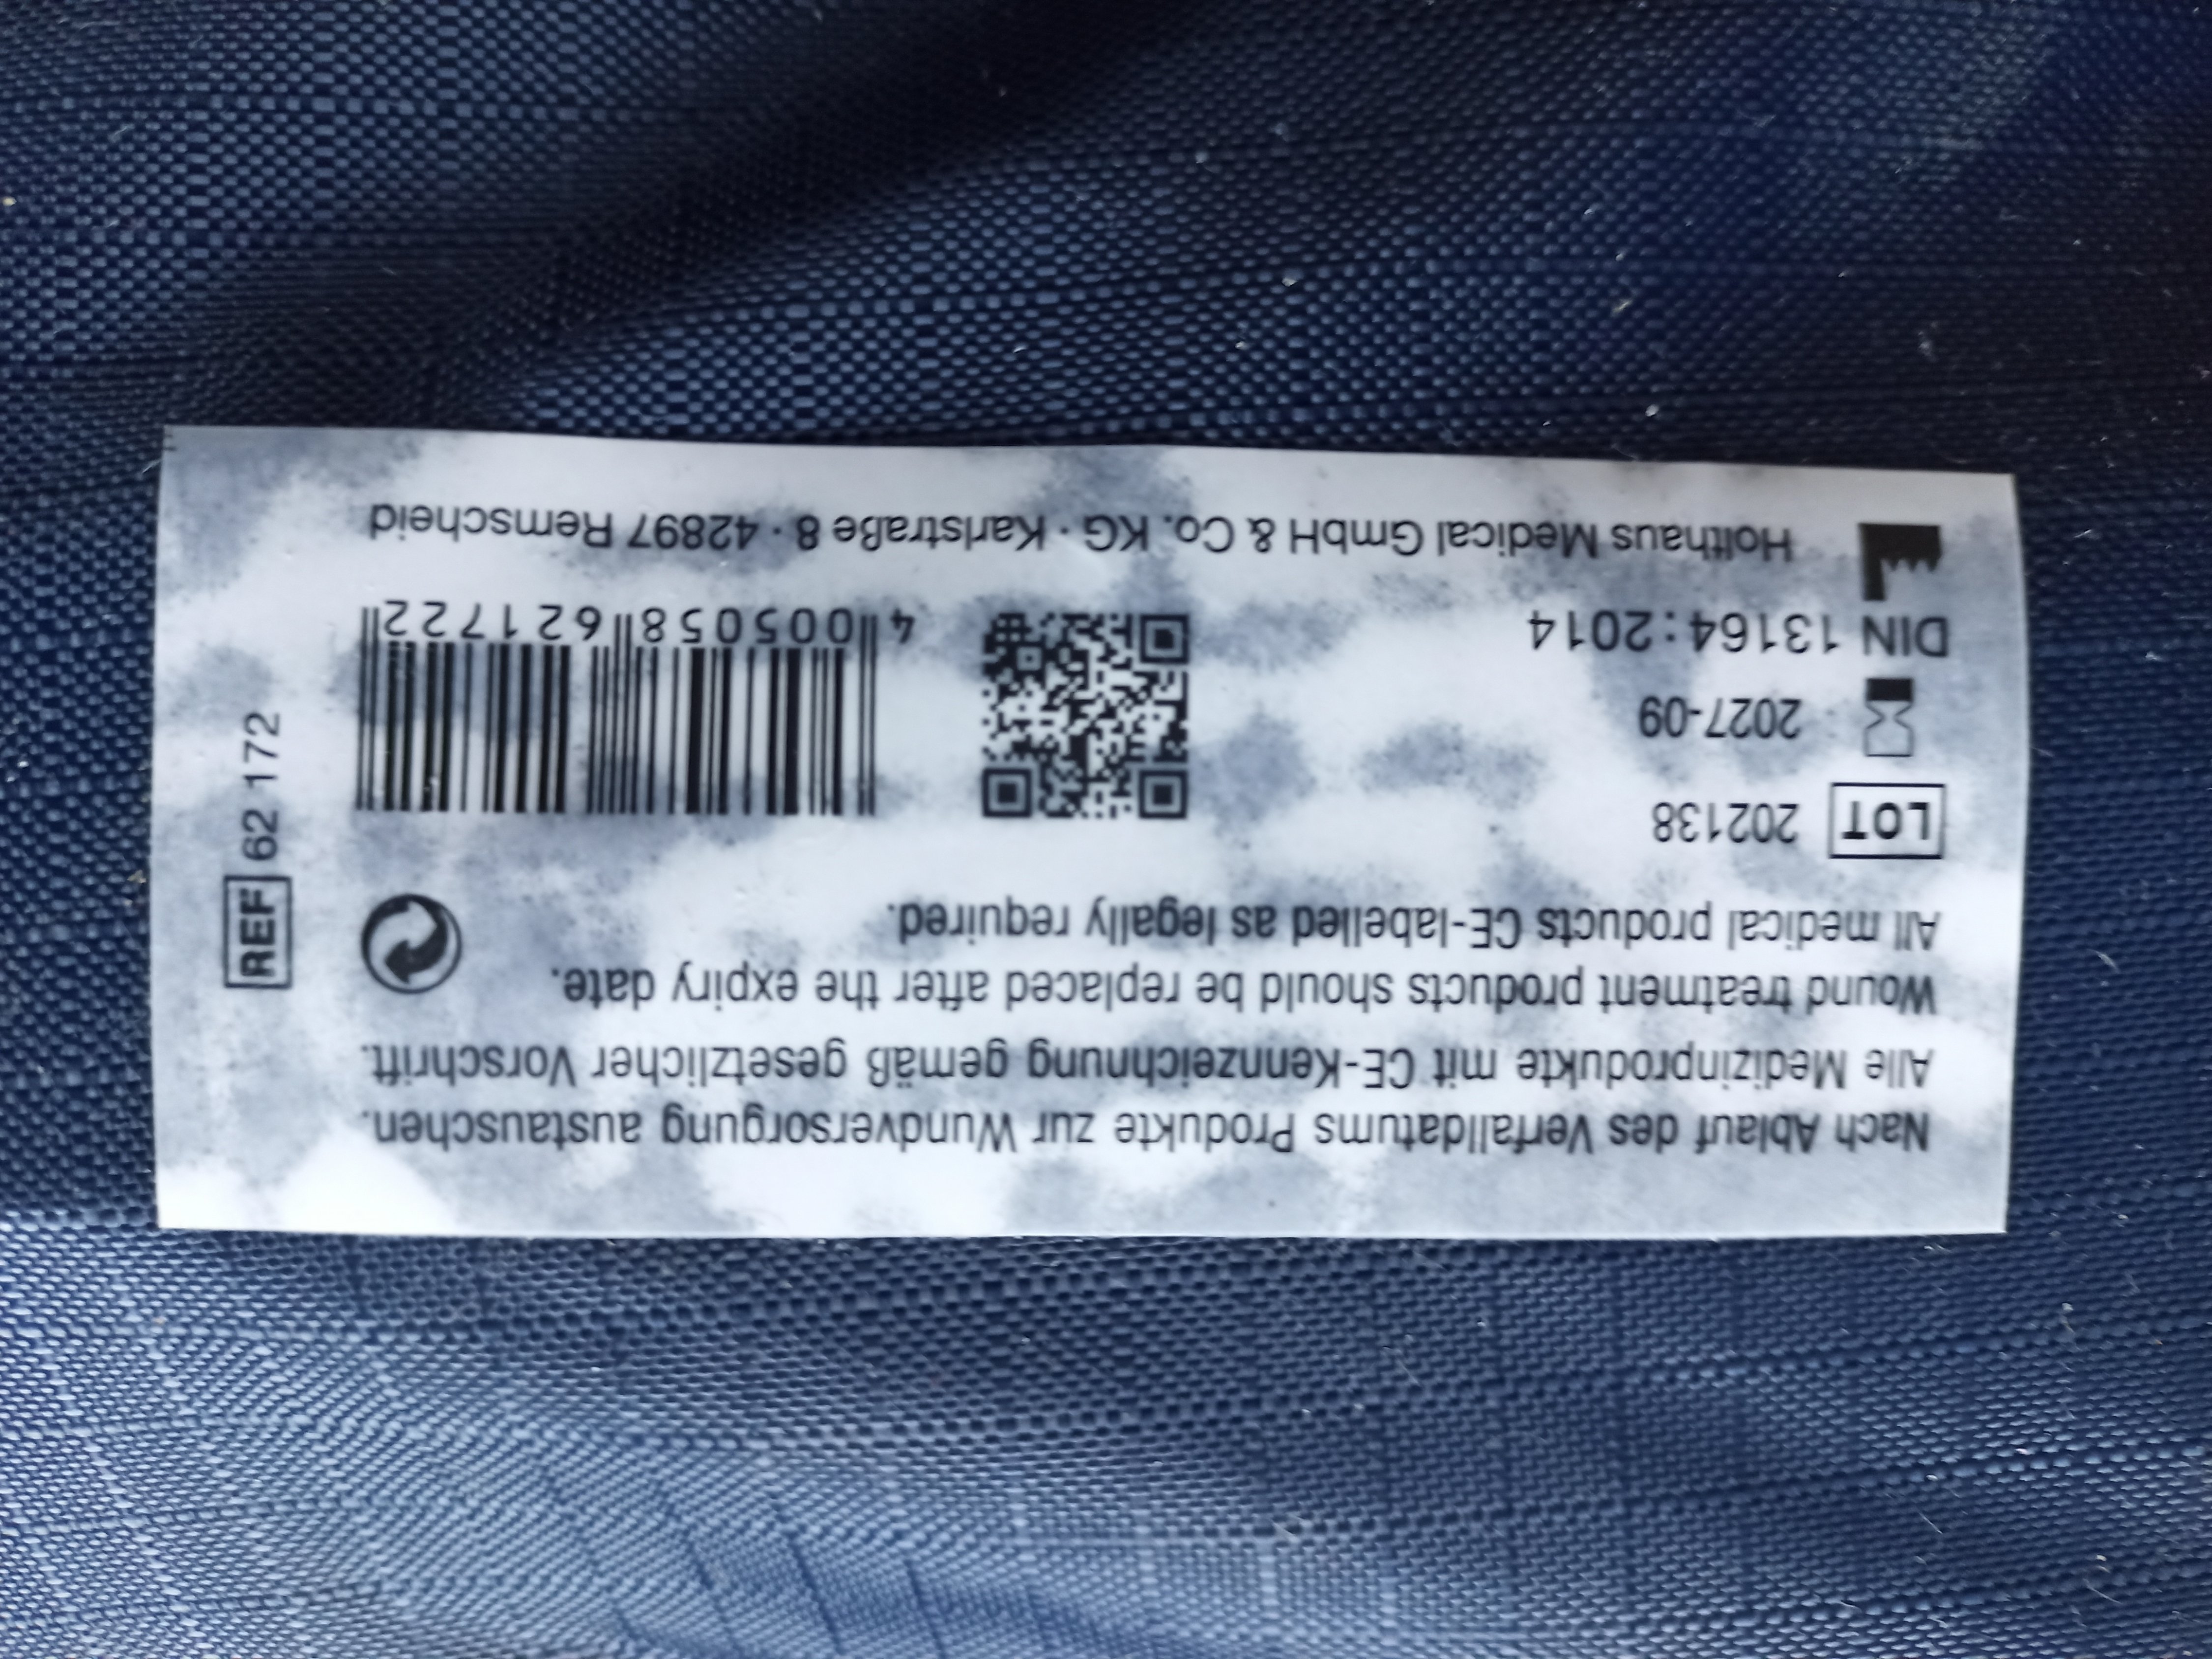 Nach Ablauf des Verfalldatums Produkte zur Wundversorgung austauschen.
Alle Medizinprodukte mit CE-Kennzeichnung gemäß gesetzlicher Vorschrift.
Wound treatment products should be replaced after the expiry date.
All medical products CE-labelled as legally required.
LOT 202138
2027-09
DIN 13164:2014
4 005058 621722
Holthaus Medical GmbH & Co. KG · Karlstraße 8 · 42897 Remscheid
REF 62 172